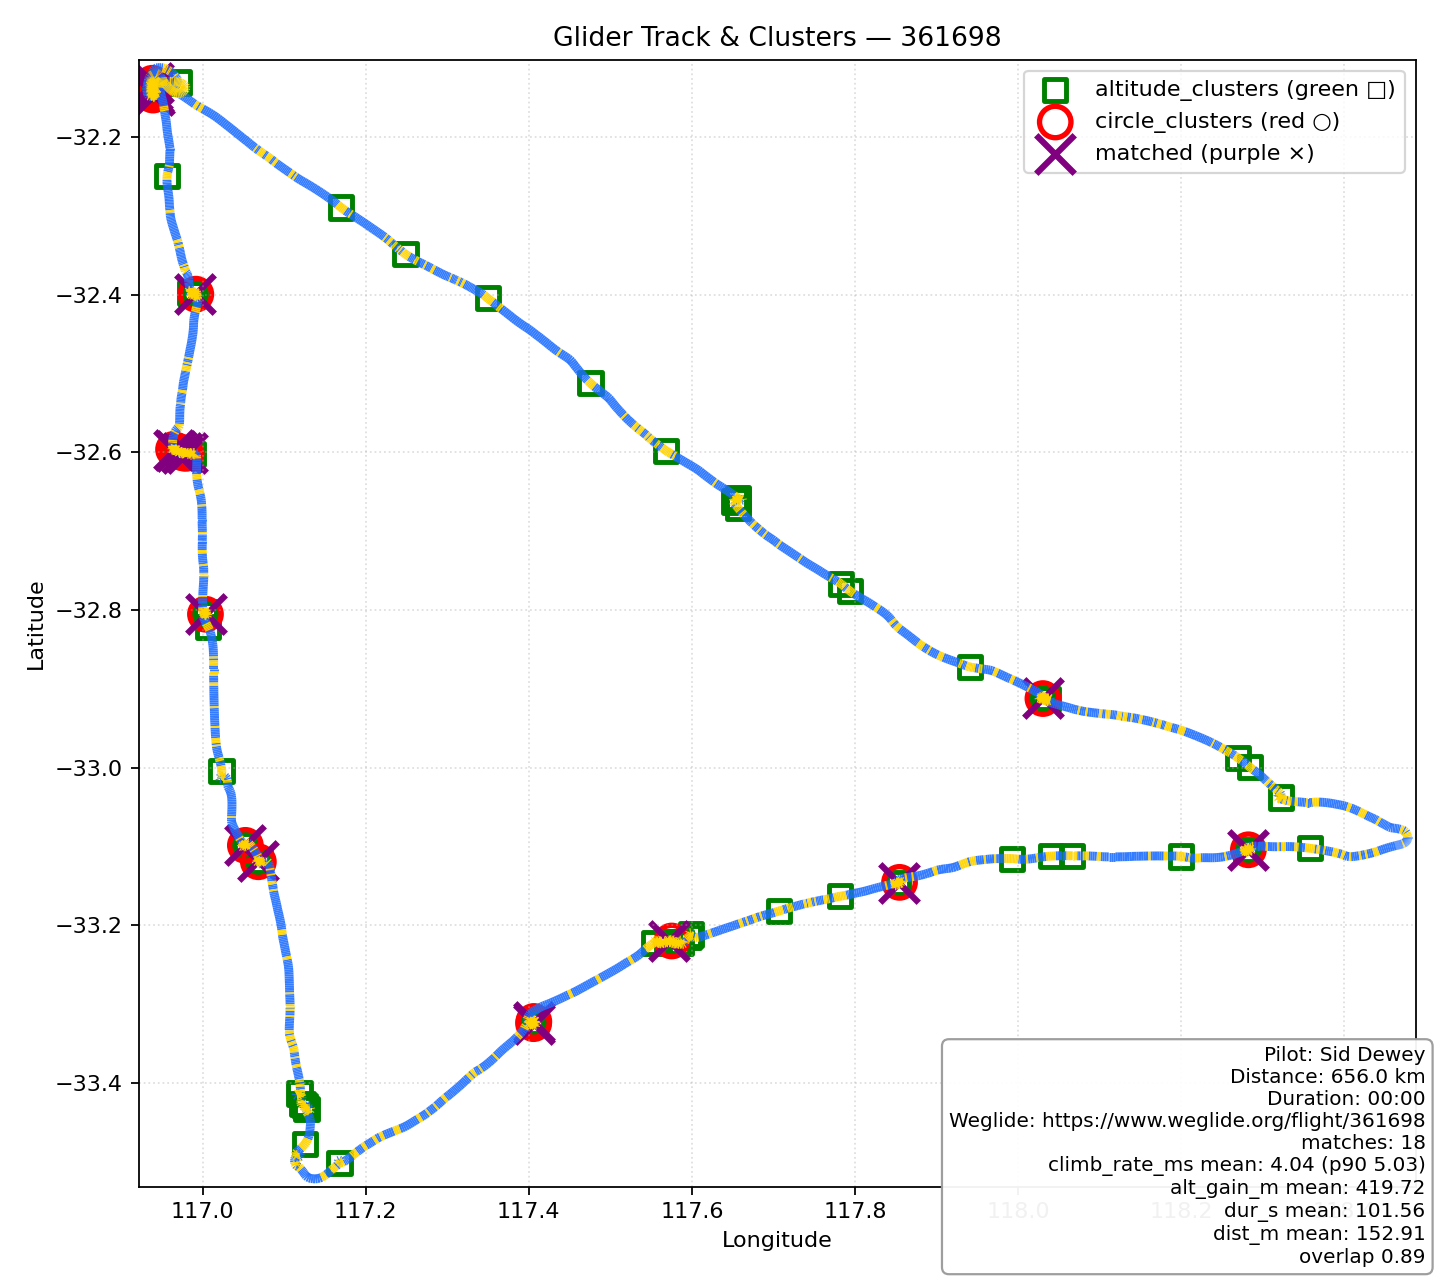 Glider Track & Clusters — 361698
altitude_clusters (green □)
circle_clusters (red ○)
matched (purple ×)
Latitude
−32.2
−32.4
−32.6
−32.8
−33.0
−33.2
−33.4
117.0
117.2
117.4
117.6
117.8
118.0
118.2
Longitude
Pilot: Sid Dewey
Distance: 656.0 km
Duration: 00:00
Weglide: https://www.weglide.org/flight/361698
matches: 18
climb_rate_ms mean: 4.04 (p90 5.03)
alt_gain_m mean: 419.72
dur_s mean: 101.56
dist_m mean: 152.91
overlap 0.89